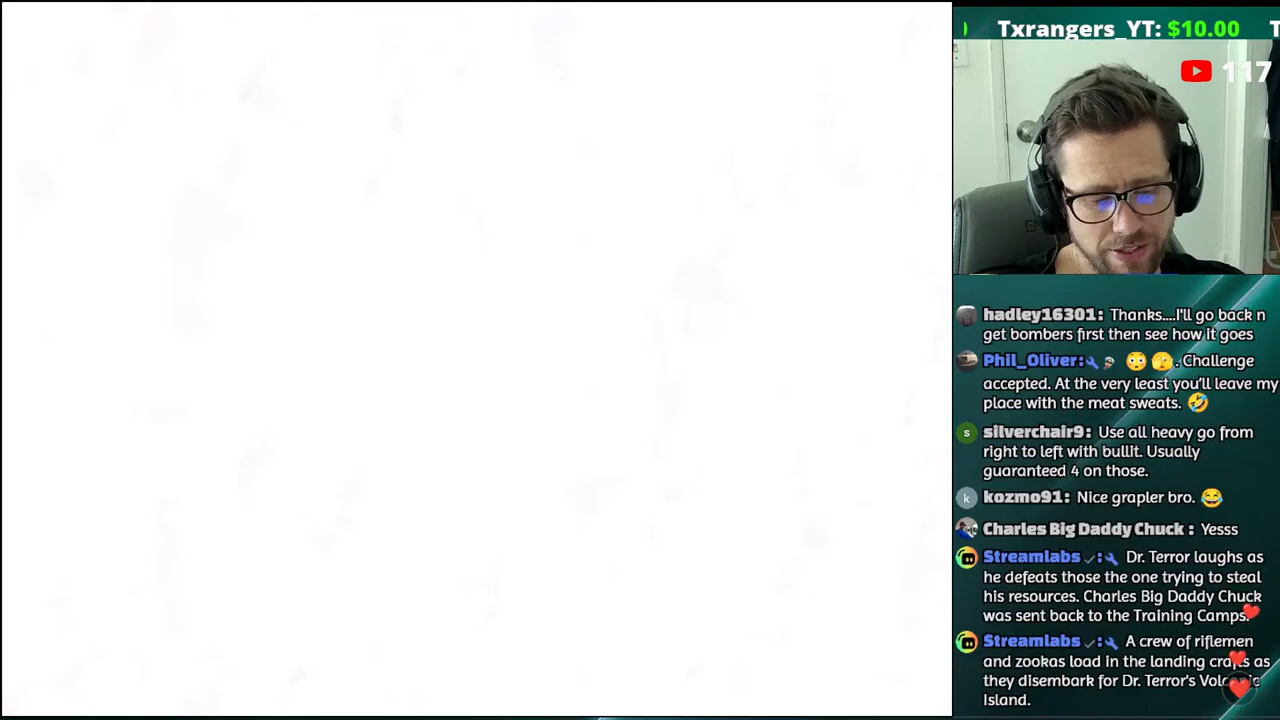 Txrangers_YT: $10.00
117
hadley16301: Thanks....I'll go back n
get bombers first then see how it goes
Phil_Oliver: 😳 🫣. Challenge
accepted. At the very least you'll leave my
place with the meat sweats. 🤣
silverchair9: Use all heavy go from
right to left with bullit. Usually
guaranteed 4 on those.
kozmo91: Nice grapler bro. 😂
Charles Big Daddy Chuck : Yesss
Streamlabs : Dr. Terror laughs as
he defeats those the one trying to steal
his resources. Charles Big Daddy Chuck
was sent back to the Training Camps.
Streamlabs : A crew of riflemen
and zookas load in the landing crafts as
they disembark for Dr. Terror's Volcanic
Island.